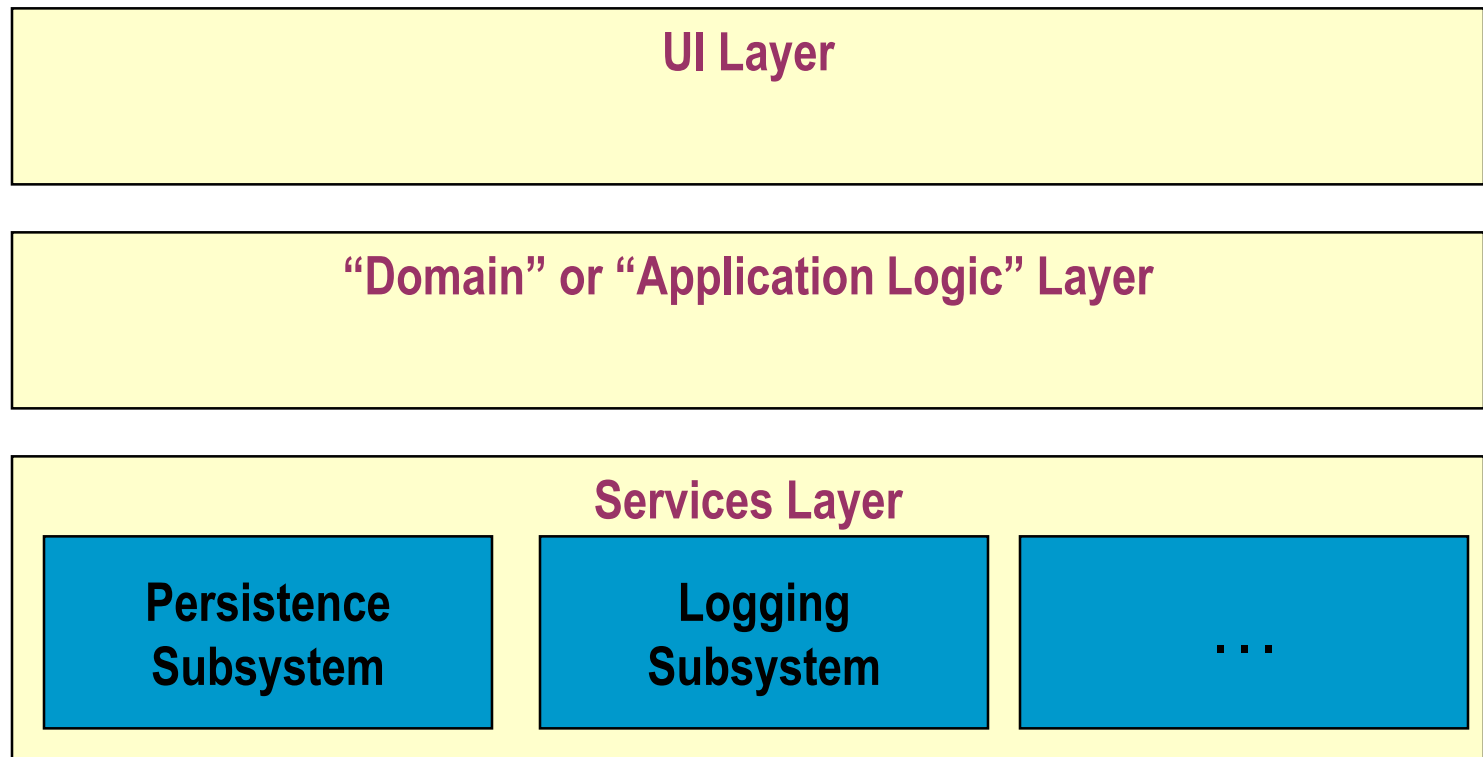 UI Layer
“Domain” or “Application Logic” Layer
Services Layer
Persistence
Subsystem
Logging
Subsystem
. . .